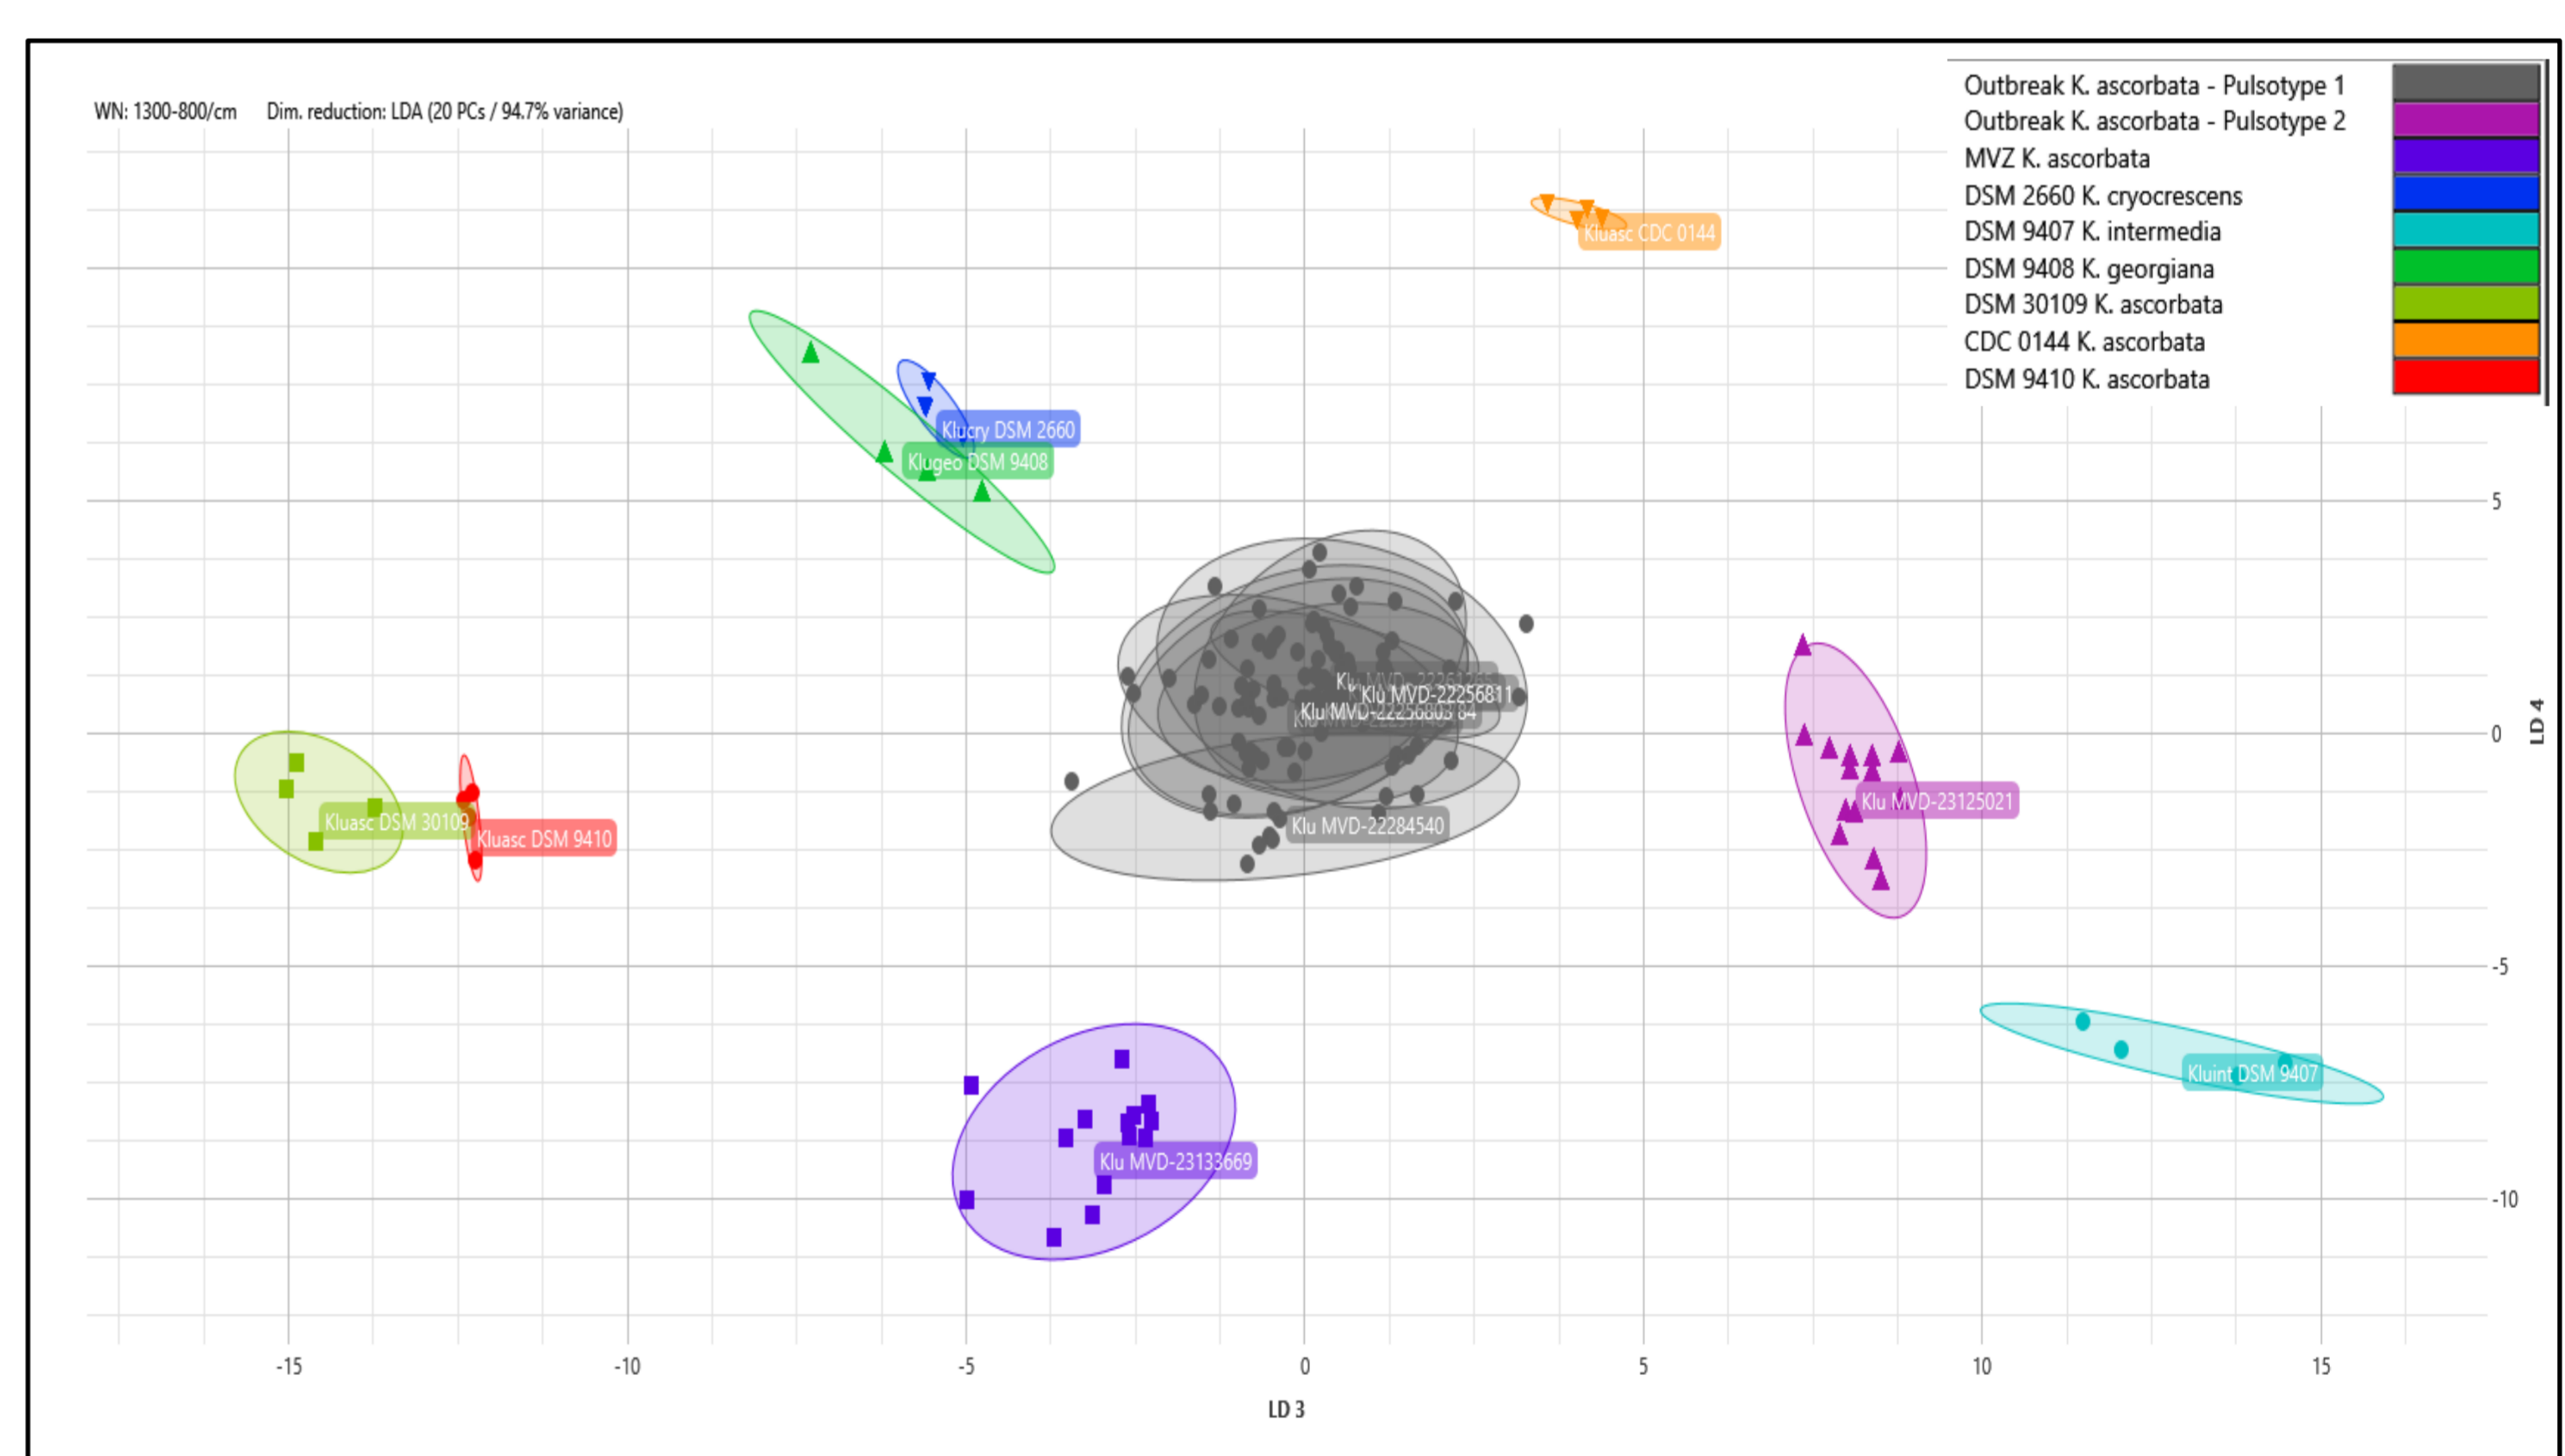 WN: 1300-800/cm Dim. reduction: LDA (20 PCs / 94.7% variance)
Outbreak K. ascorbata - Pulsotype 1
Outbreak K. ascorbata - Pulsotype 2
MVZ K. ascorbata
DSM 2660 K. cryocrescens
DSM 9407 K. intermedia
DSM 9408 K. georgiana
DSM 30109 K. ascorbata
CDC 0144 K. ascorbata
DSM 9410 K. ascorbata
Kluasc CDC 0144
Klucry DSM 2660
Klugeo DSM 9408
5
Klu MVD-22256811
Klu MVD-22256803
0
LD 4
Klu MVD-23125021
Kluasc DSM 30109
Klu MVD-22284540
Kluasc DSM 9410
-5
Kluint DSM 9407
Klu MVD-23133669
-10
-15 -10 -5 0 5 10 15
LD 3